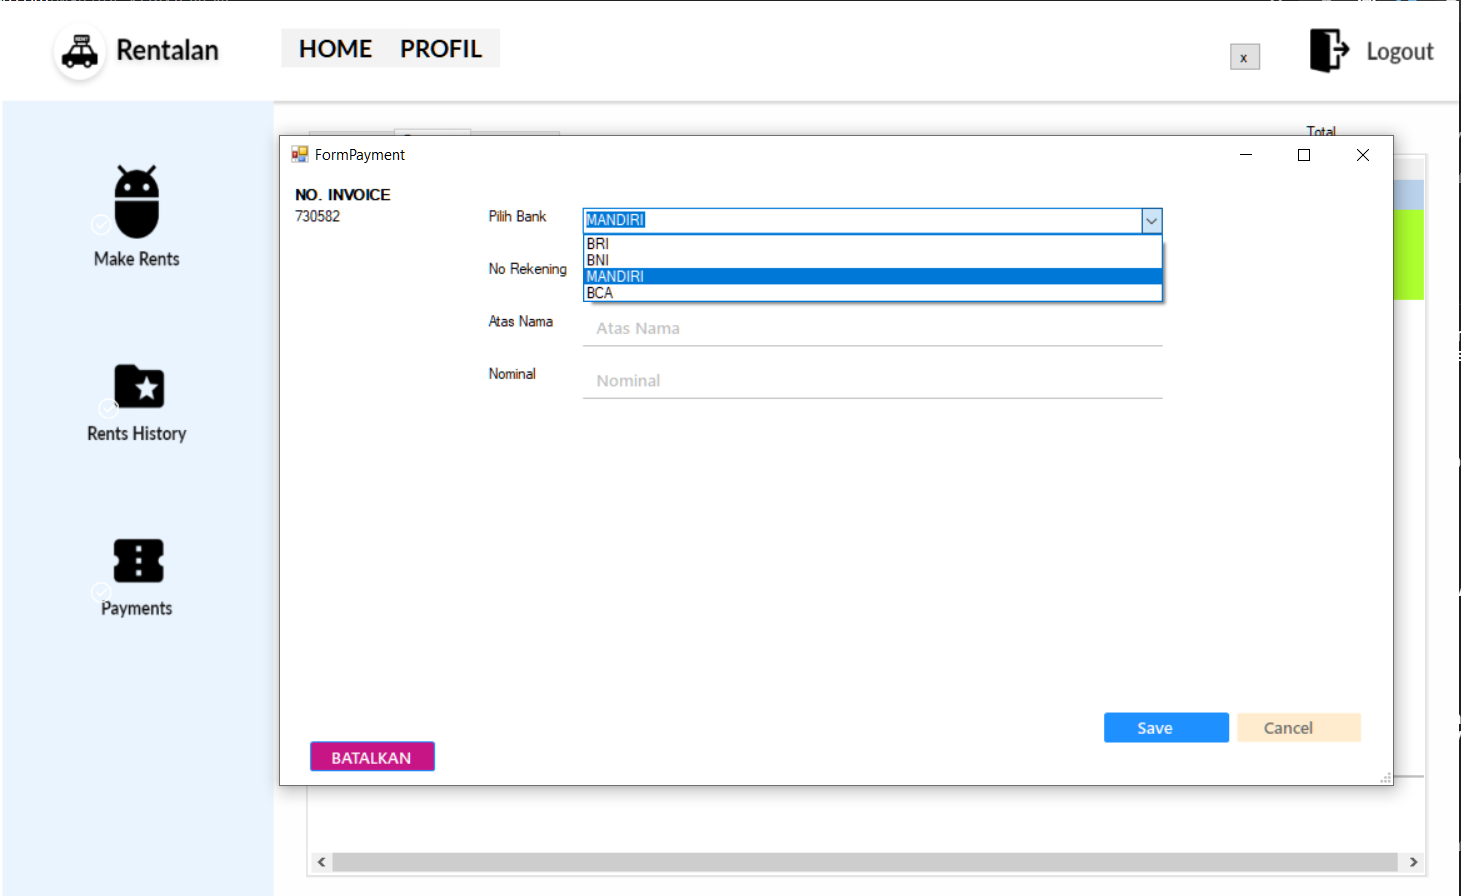 Rentalan
HOME PROFIL
x
Logout
Total
Make Rents
Rents History
Payments
FormPayment
NO. INVOICE
730582
Pilih Bank
MANDIRI
BRI
BNI
MANDIRI
BCA
No Rekening
Atas Nama
Atas Nama
Nominal
Nominal
Save
Cancel
BATALKAN